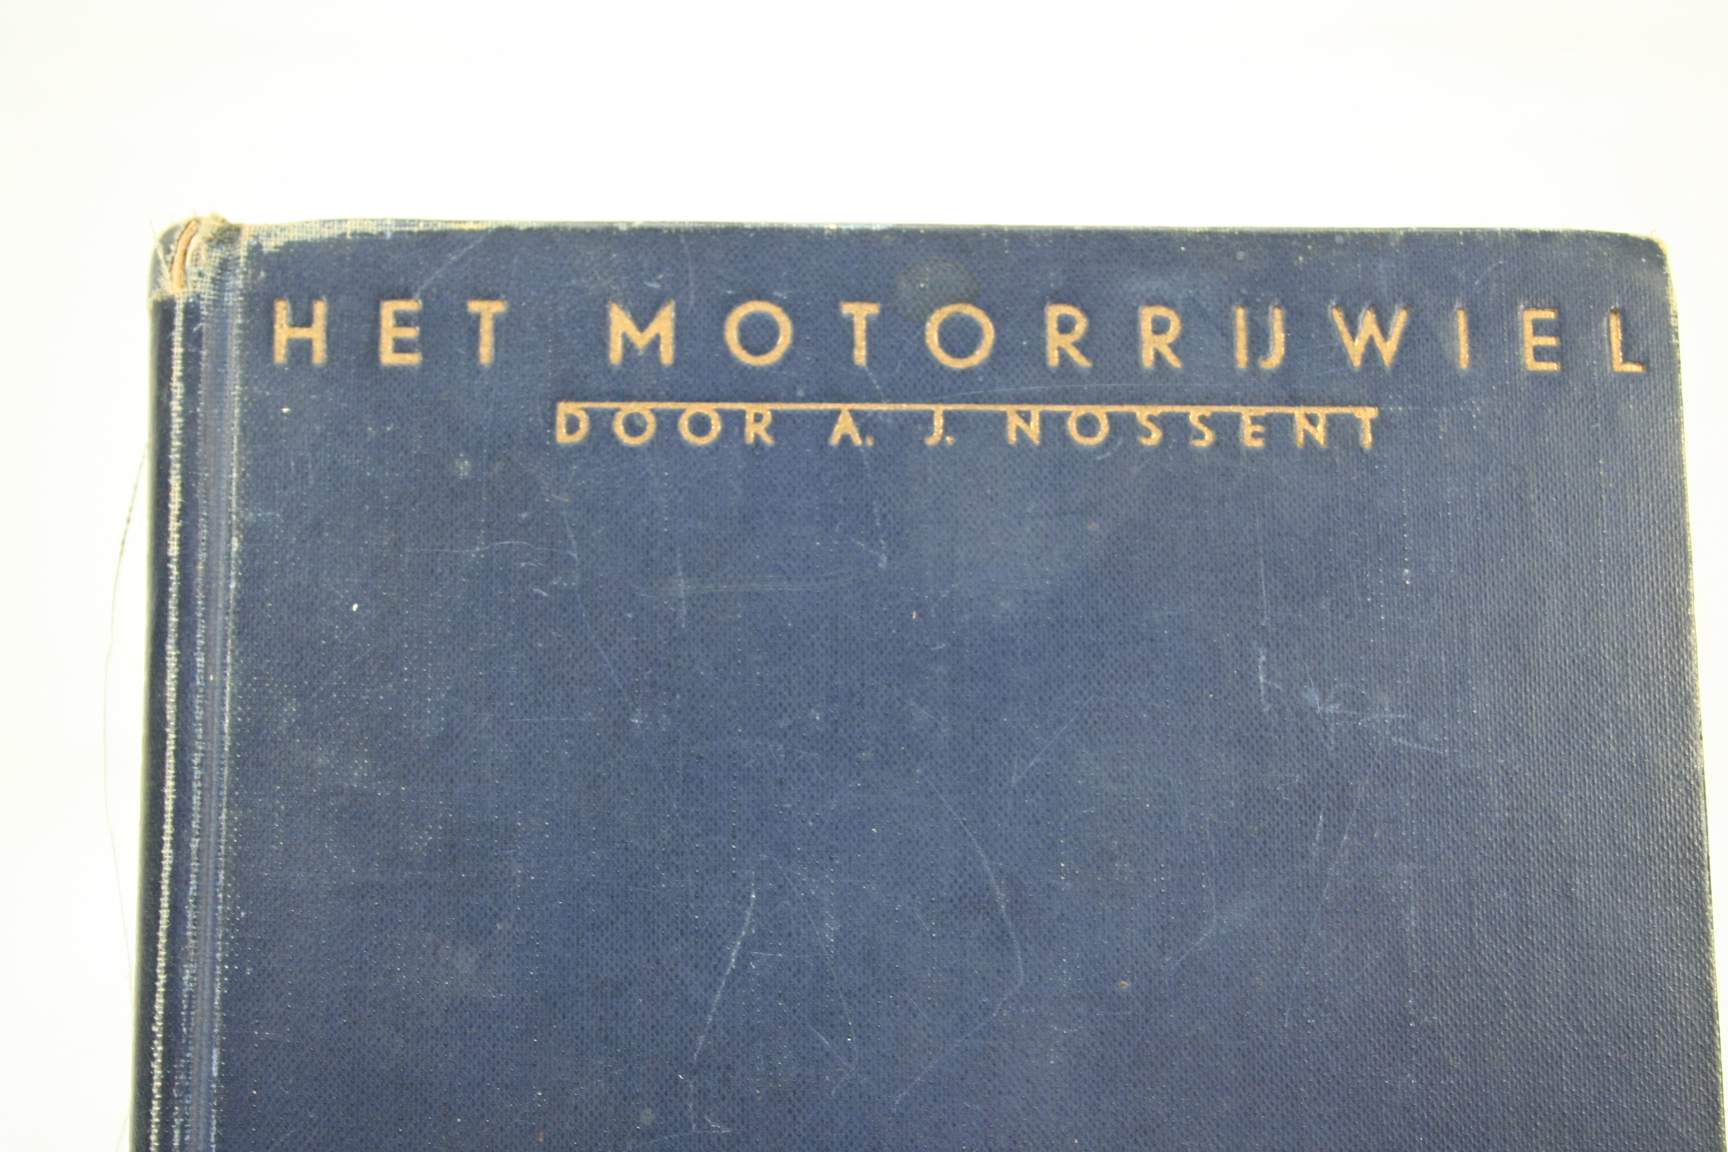 HET MOTORRIJWIEL
DOOR A. J. NOSSENT